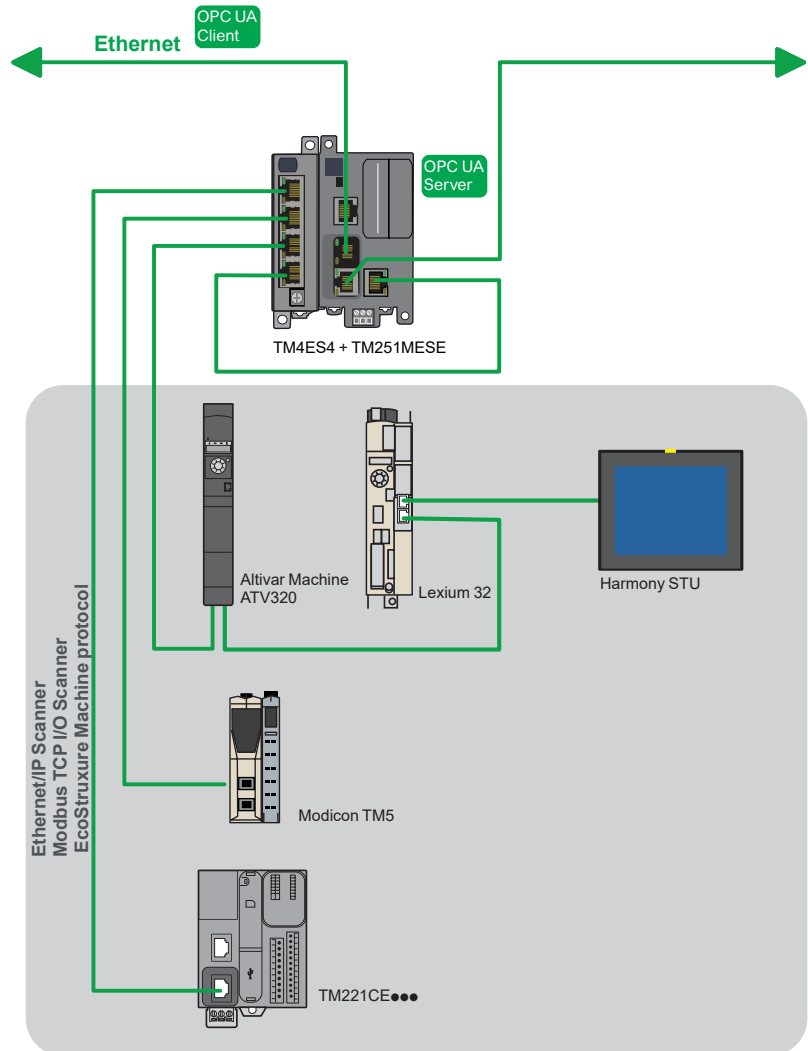 OPC UA
Client
Ethernet
OPC UA
Server
TM4ES4 + TM251MESE
Altivar Machine
ATV320
Lexium 32
Harmony STU
Ethernet/IP Scanner
Modbus TCP I/O Scanner
EcoStruxure Machine protocol
Modicon TM5
TM221CE●●●